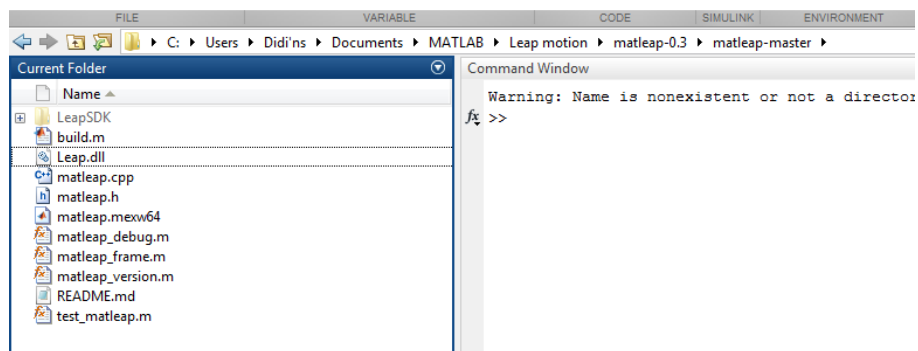 FILE VARIABLE CODE SIMULINK ENVIRONMENT
C: Users Didi'ns Documents MATLAB Leap motion matleap-0.3 matleap-master
Current Folder
Command Window
Name
Warning: Name is nonexistent or not a director
fx >>
LeapSDK
build.m
Leap.dll
matleap.cpp
matleap.h
matleap.mexw64
matleap_debug.m
matleap_frame.m
matleap_version.m
README.md
test_matleap.m